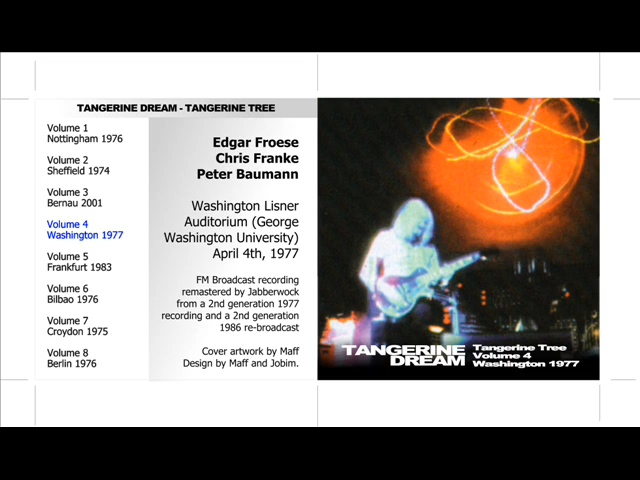 TANGERINE DREAM - TANGERINE TREE
Volume 1
Nottingham 1976
Volume 2
Sheffield 1974
Volume 3
Bernau 2001
Volume 4
Washington 1977
Volume 5
Frankfurt 1983
Volume 6
Bilbao 1976
Volume 7
Croydon 1975
Volume 8
Berlin 1976
Edgar Froese
Chris Franke
Peter Baumann
Washington Lisner
Auditorium (George
Washington University)
April 4th, 1977
FM Broadcast recording
remastered by Jabberwock
from a 2nd generation 1977
recording and a 2nd generation
1986 re-broadcast
Cover artwork by Maff
Design by Maff and Jobim.
TANGERINE
DREAM
Tangerine Tree
Volume 4
Washington 1977